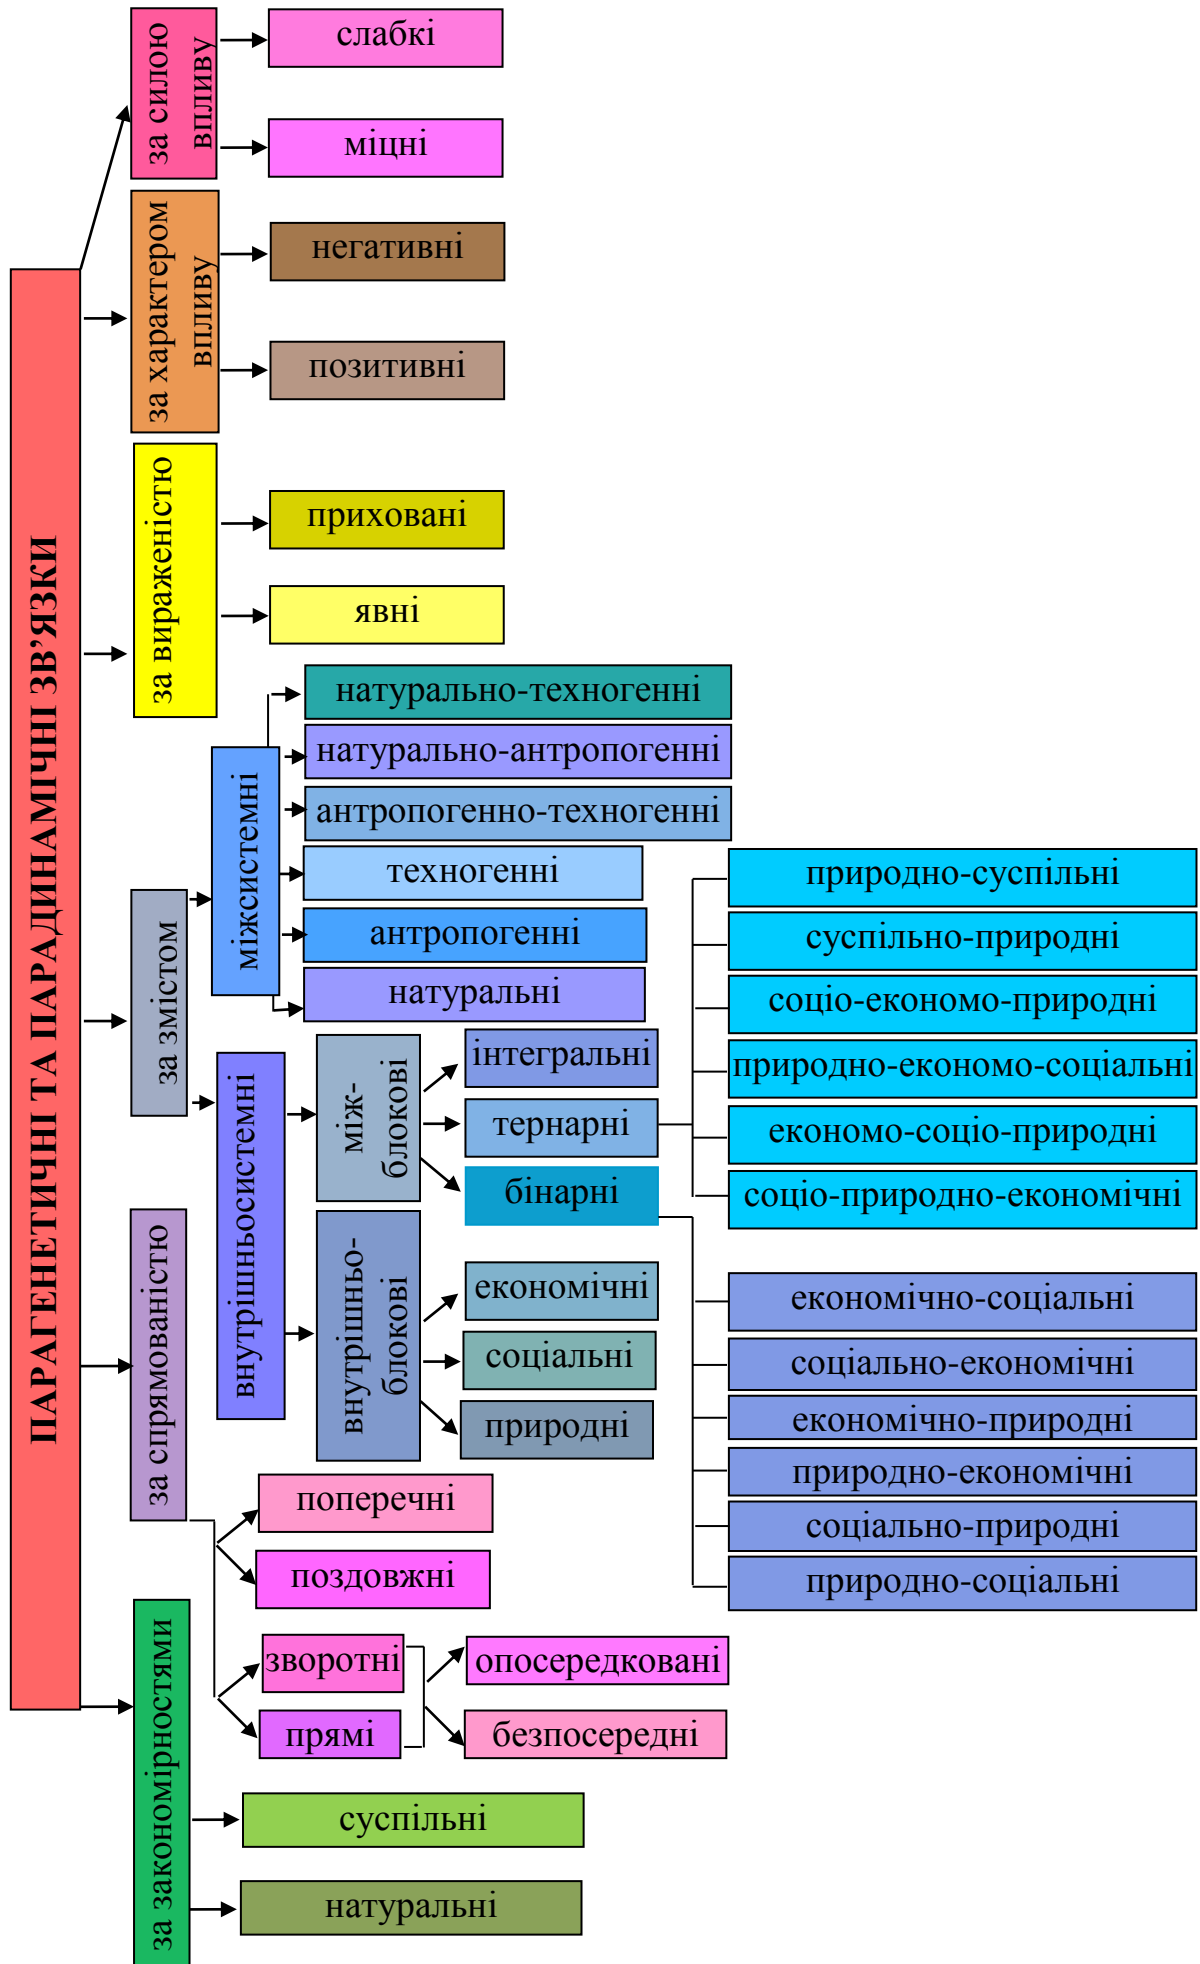 ПАРАГЕНЕТИЧНІ ТА ПАРАДИНАМІЧНІ ЗВ’ЯЗКИ
за силою
впливу
слабкі
міцні
за характером
впливу
негативні
позитивні
за вираженістю
приховані
явні
за змістом
міжсистемні
натурально-техногенні
натурально-антропогенні
антропогенно-техногенні
техногенні
антропогенні
натуральні
внутрішньосистемні
між-
блокові
інтегральні
тернарні
бінарні
природно-суспільні
суспільно-природні
соціо-економо-природні
природно-економо-соціальні
економо-соціо-природні
соціо-природно-економічні
економічно-соціальні
соціально-економічні
економічно-природні
природно-економічні
соціально-природні
природно-соціальні
внутрішньо-
блокові
економічні
соціальні
природні
за спрямованістю
поперечні
поздовжні
зворотні
прямі
опосередковані
безпосередні
за закономірностями
суспільні
натуральні